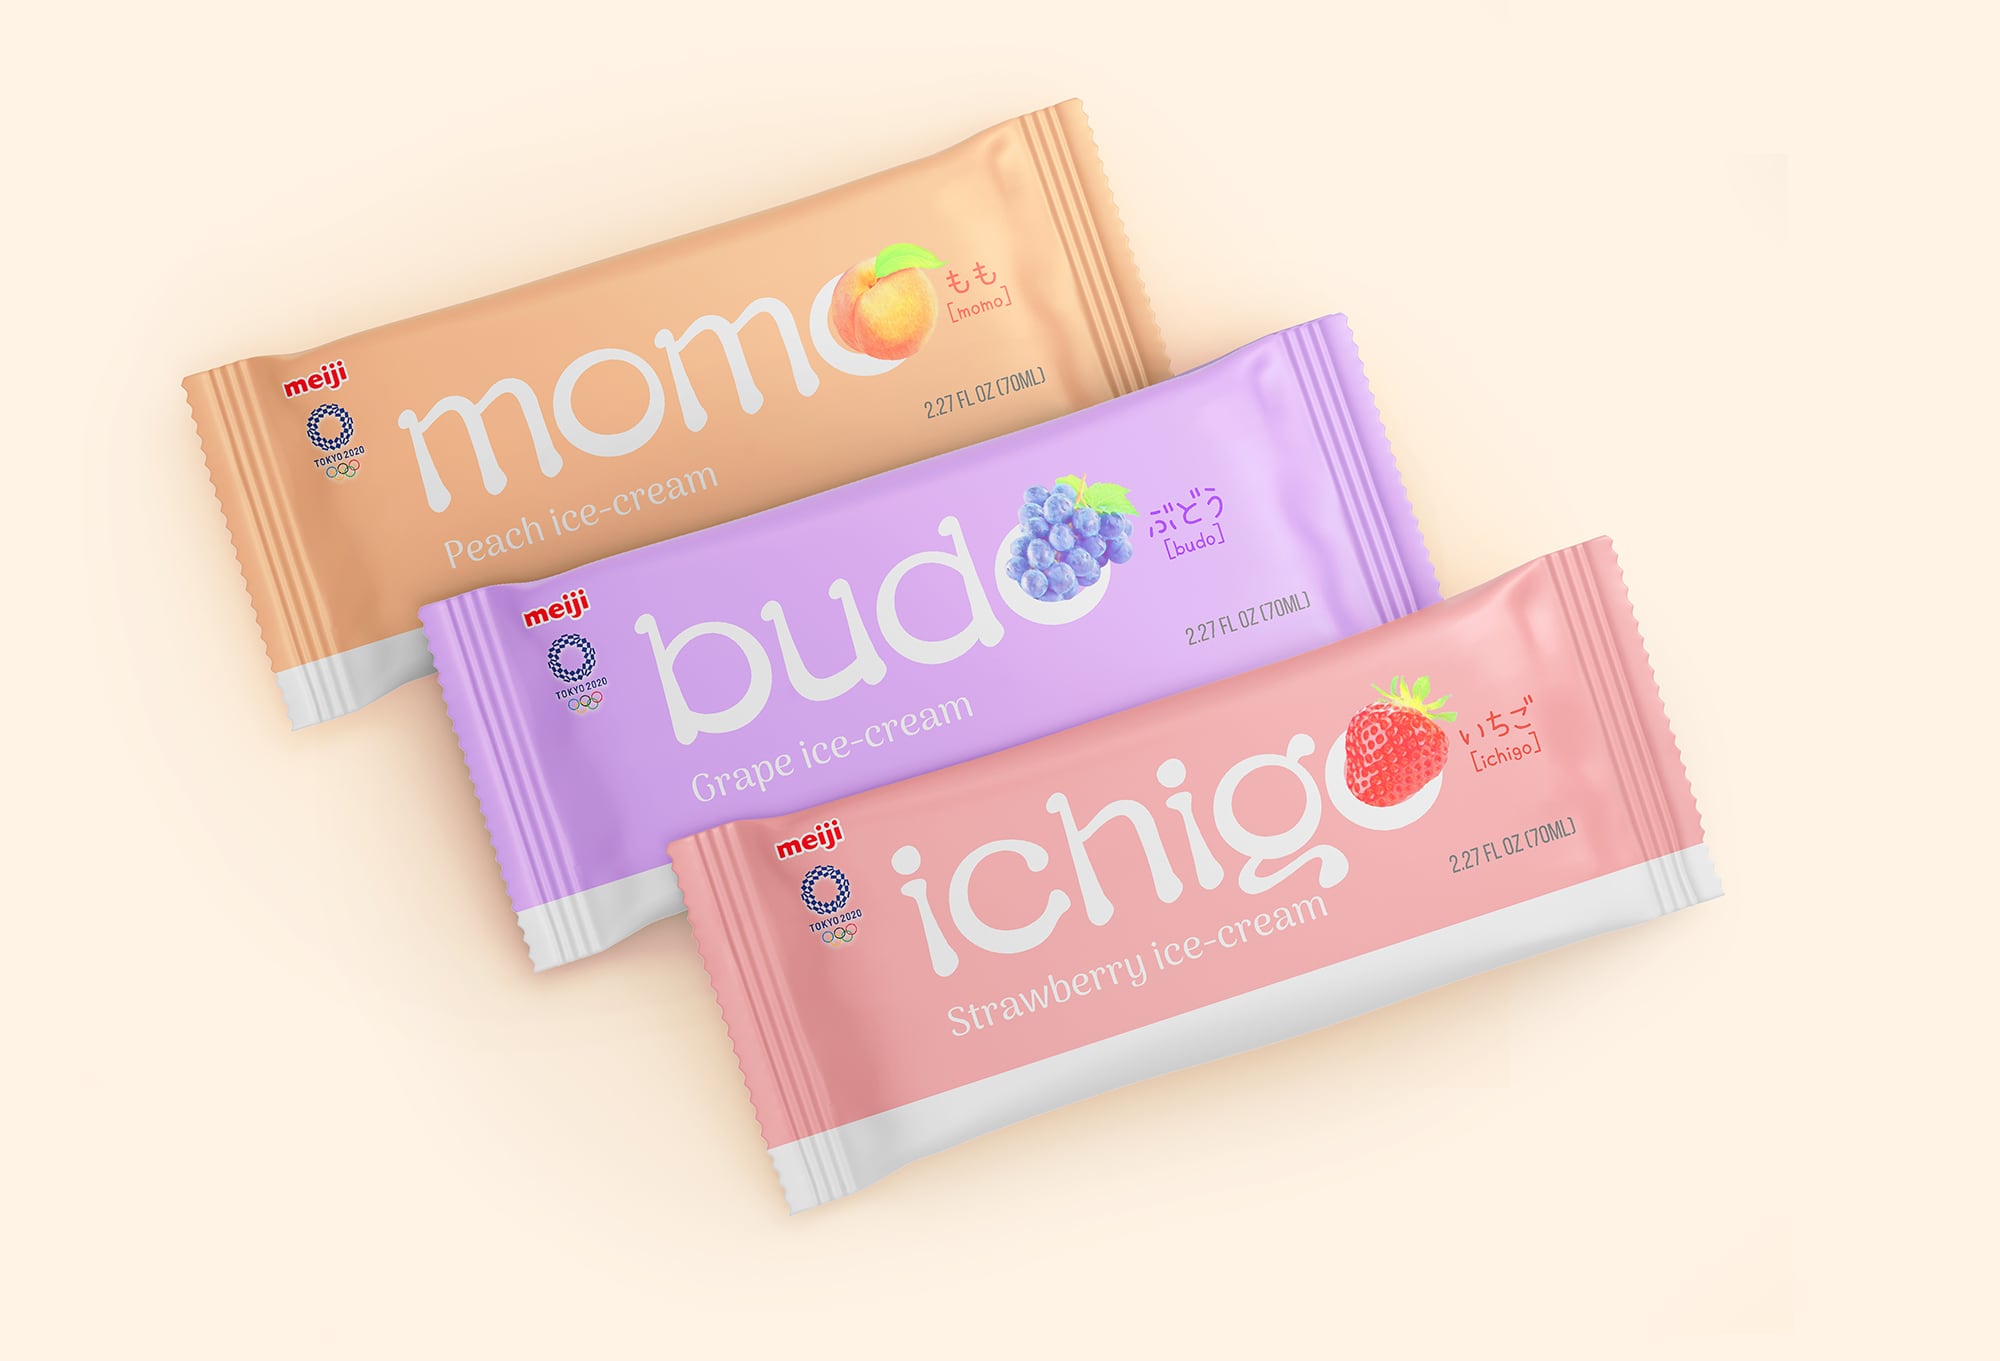 meiji
TOKYO 2020
momo
もも
[momo]
2.27 FL OZ (70ML)
Peach ice-cream
meiji
TOKYO 2020
budo
ぶどう
[budo]
2.27 FL OZ (70ML)
Grape ice-cream
meiji
TOKYO 2020
ichigo
いちご
[ichigo]
2.27 FL OZ (70ML)
Strawberry ice-cream